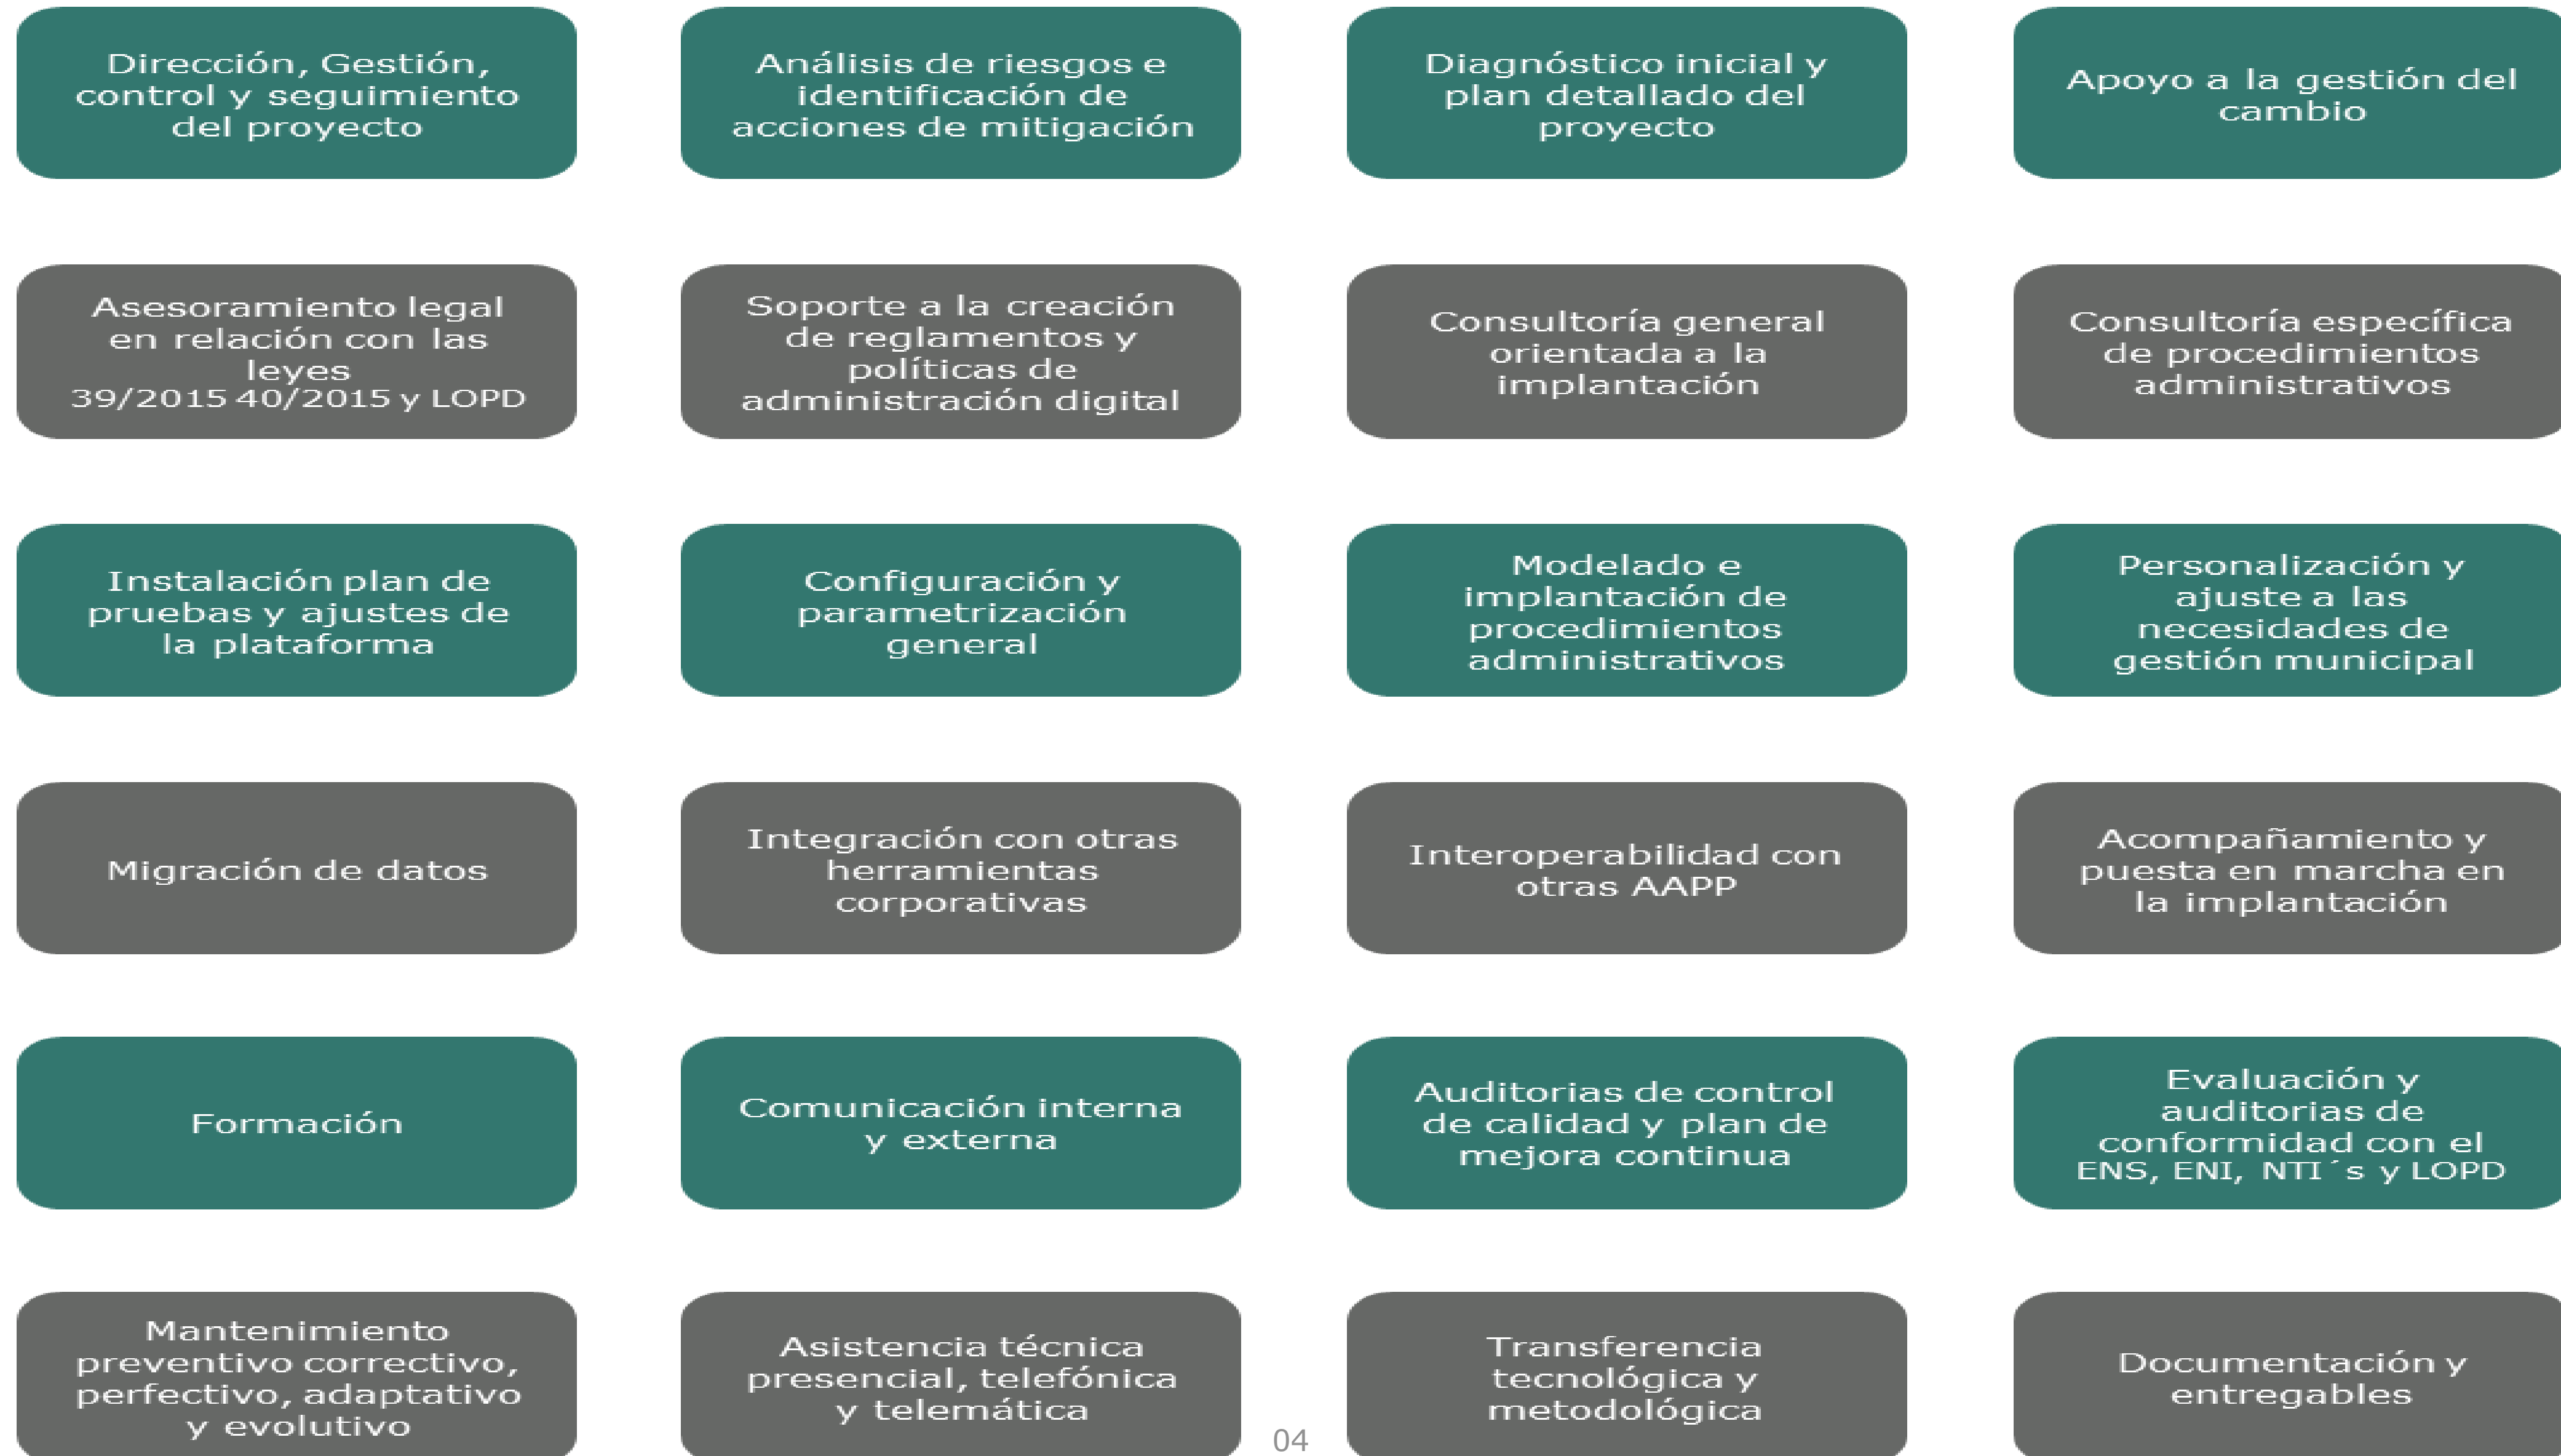 Dirección, Gestión,
control y seguimiento
del proyecto
Análisis de riesgos e
identificación de
acciones de mitigación
Diagnóstico inicial y
plan detallado del
proyecto
Apoyo a la gestión del
cambio
Asesoramiento legal
en relación con las
leyes
39/2015 40/2015 y LOPD
Soporte a la creación
de reglamentos y
políticas de
administración digital
Consultoría general
orientada a la
implantación
Consultoría específica
de procedimientos
administrativos
Instalación plan de
pruebas y ajustes de
la plataforma
Configuración y
parametrización
general
Modelado e
implantación de
procedimientos
administrativos
Personalización y
ajuste a las
necesidades de
gestión municipal
Migración de datos
Integración con otras
herramientas
corporativas
Interoperabilidad con
otras AAPP
Acompañamiento y
puesta en marcha en
la implantación
Formación
Comunicación interna
y externa
Auditorias de control
de calidad y plan de
mejora continua
Evaluación y
auditorias de
conformidad con el
ENS, ENI, NTI´s y LOPD
Mantenimiento
preventivo correctivo,
perfectivo, adaptativo
y evolutivo
Asistencia técnica
presencial, telefónica
y telemática
Transferencia
tecnológica y
metodológica
Documentación y
entregables
04